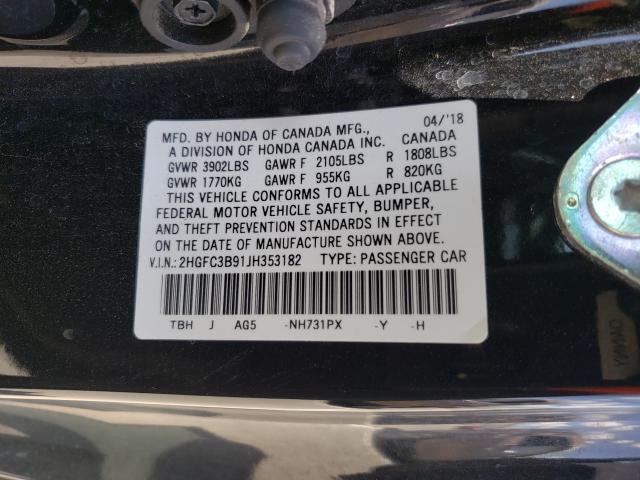 04/'18
MFD. BY HONDA OF CANADA MFG.,
A DIVISION OF HONDA CANADA INC. CANADA
GVWR 3902LBS GAWR F 2105LBS R 1808LBS
GVWR 1770KG GAWR F 955KG R 820KG
THIS VEHICLE CONFORMS TO ALL APPLICABLE
FEDERAL MOTOR VEHICLE SAFETY, BUMPER,
AND THEFT PREVENTION STANDARDS IN EFFECT
ON THE DATE OF MANUFACTURE SHOWN ABOVE.
V.I.N.: 2HGFC3B91JH353182 TYPE: PASSENGER CAR
TBH J AG5 -NH731PX -Y -H